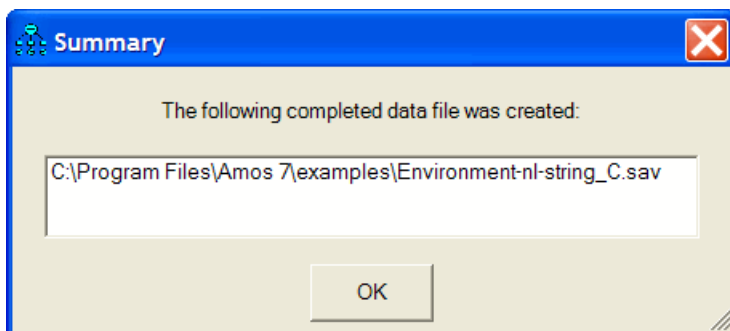 Summary
The following completed data file was created:
C:\Program Files\Amos 7\examples\Environment-nl-string_C.sav
OK